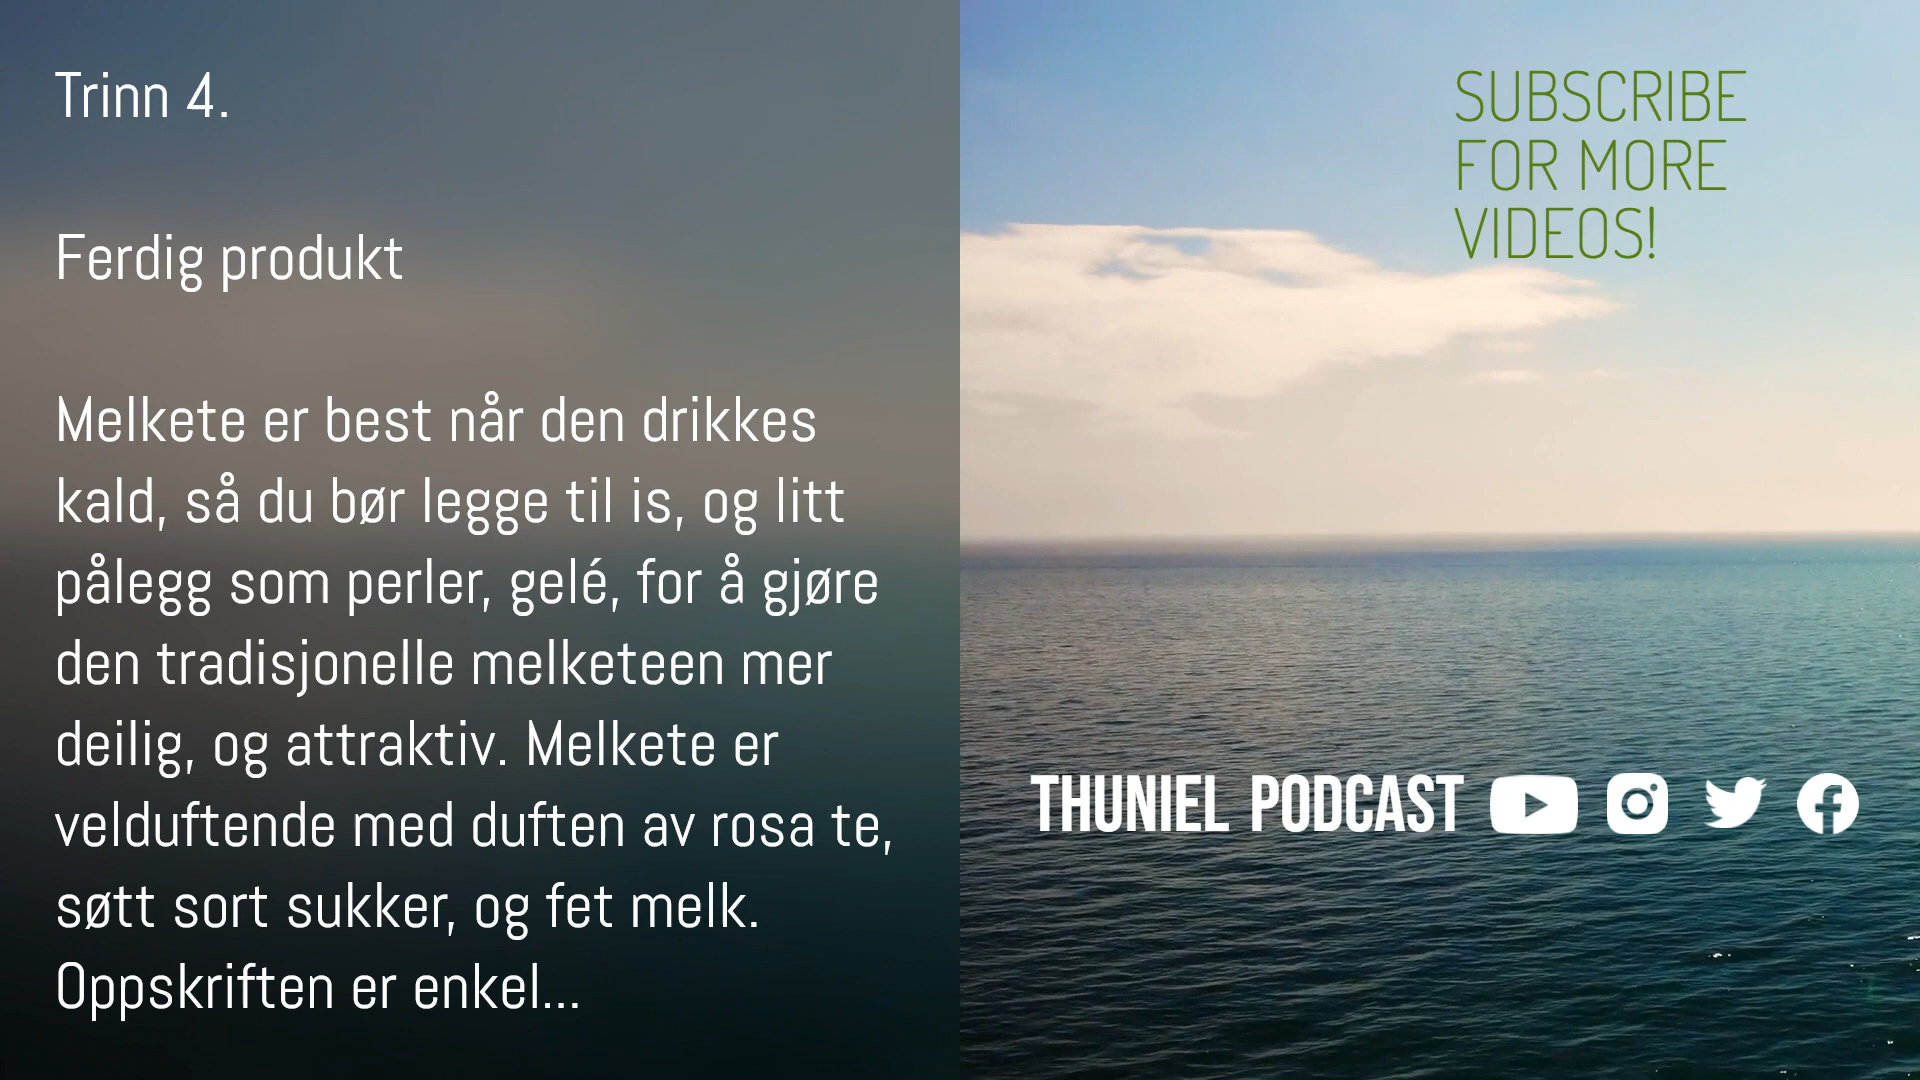 Trinn 4.
Ferdig produkt
Melkete er best når den drikkes
kald, så du bør legge til is, og litt
pålegg som perler, gelé, for å gjøre
den tradisjonelle melketeen mer
deilig, og attraktiv. Melkete er
velduftende med duften av rosa te,
søtt sort sukker, og fet melk.
Oppskriften er enkel...
SUBSCRIBE
FOR MORE
VIDEOS!
THUNIEL PODCAST